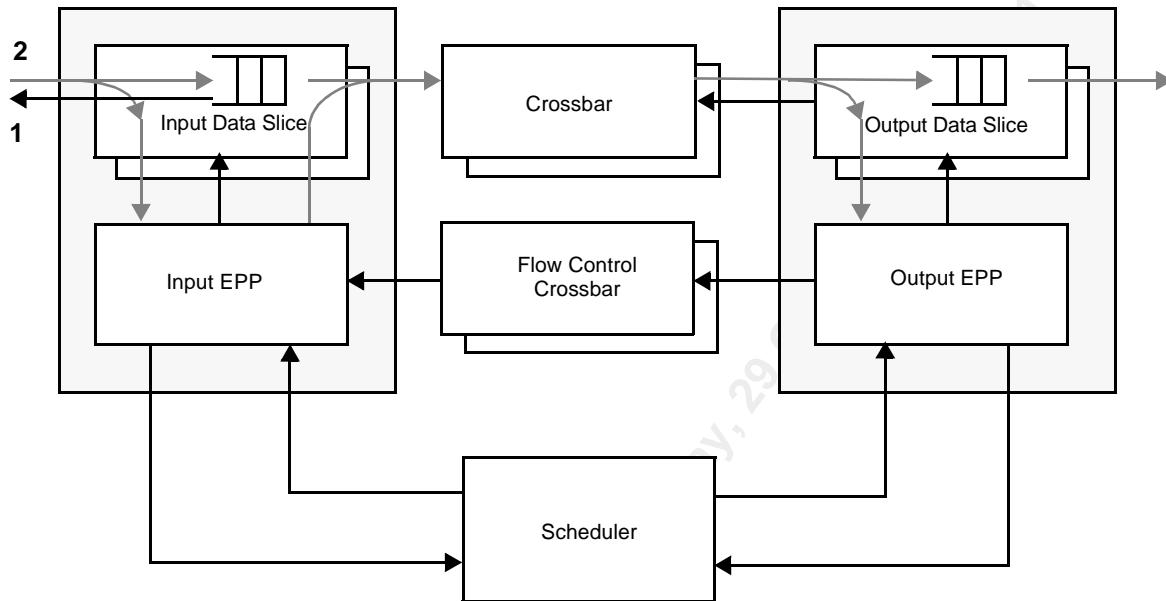 2
1
Input Data Slice
Crossbar
Output Data Slice
Input EPP
Flow Control
Crossbar
Output EPP
Scheduler